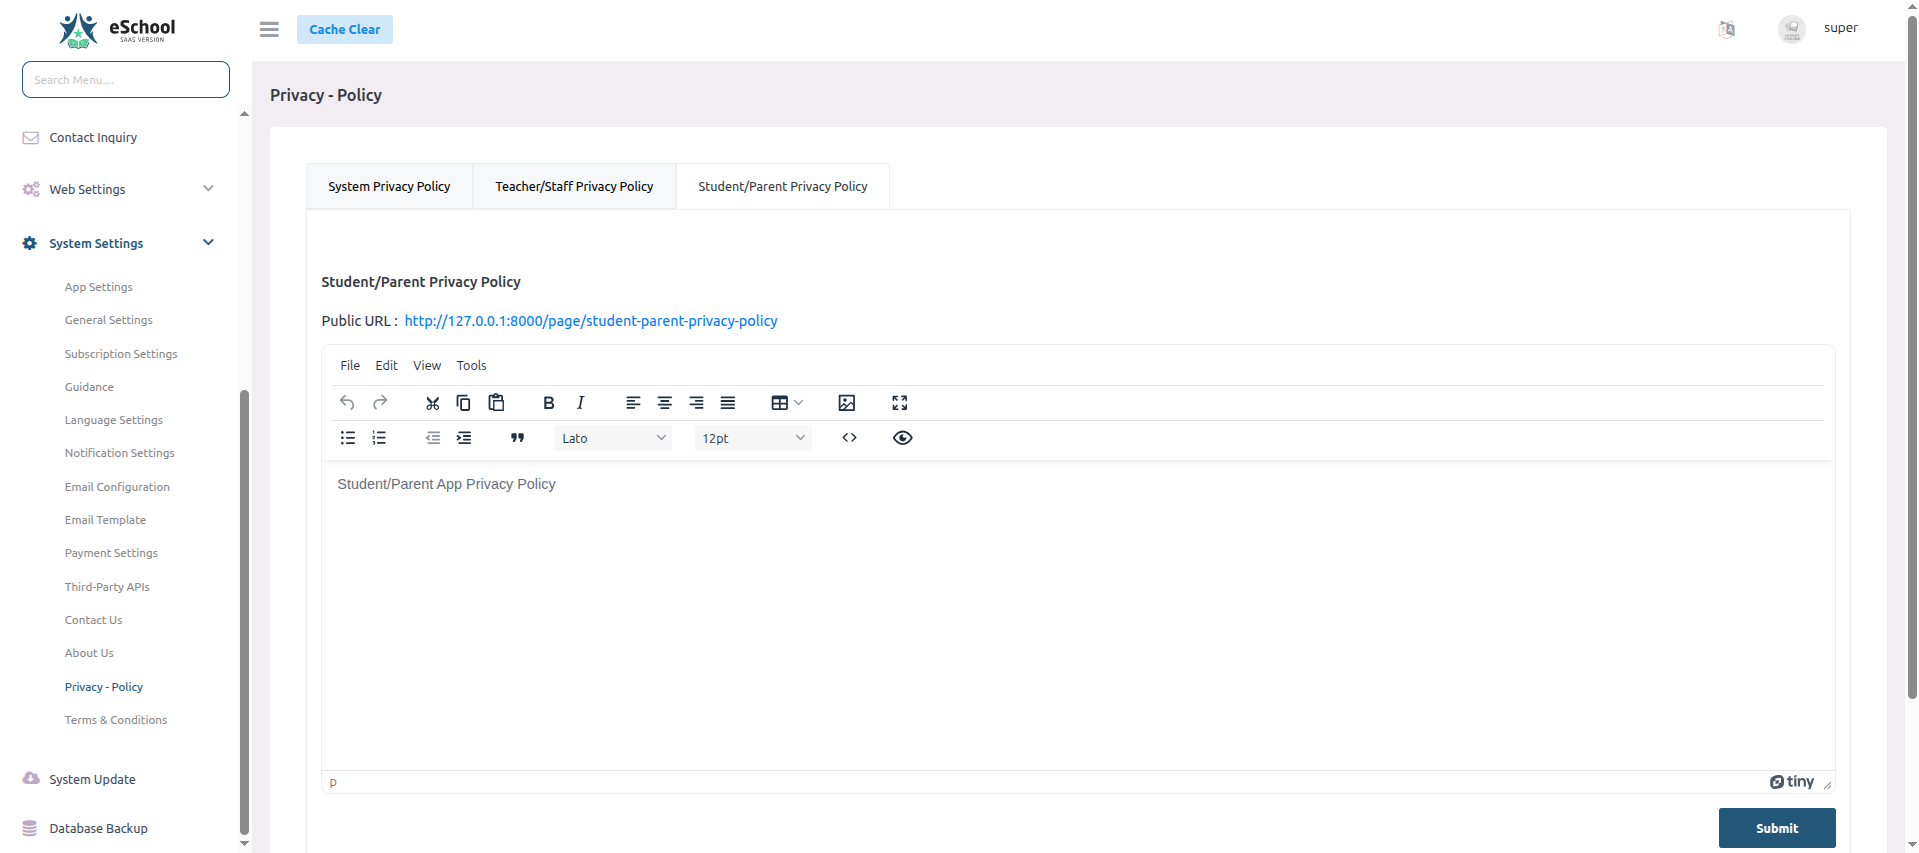 eSchool
SAAS VERSION
Cache Clear
super
Search Menu....
Privacy - Policy
Contact Inquiry
Web Settings
System Settings
App Settings
General Settings
Subscription Settings
Guidance
Language Settings
Notification Settings
Email Configuration
Email Template
Payment Settings
Third-Party APIs
Contact Us
About Us
Privacy - Policy
Terms & Conditions
System Update
Database Backup
System Privacy Policy
Teacher/Staff Privacy Policy
Student/Parent Privacy Policy
Student/Parent Privacy Policy
Public URL : http://127.0.0.1:8000/page/student-parent-privacy-policy
File Edit View Tools
Lato 12pt
Student/Parent App Privacy Policy
p
tiny
Submit